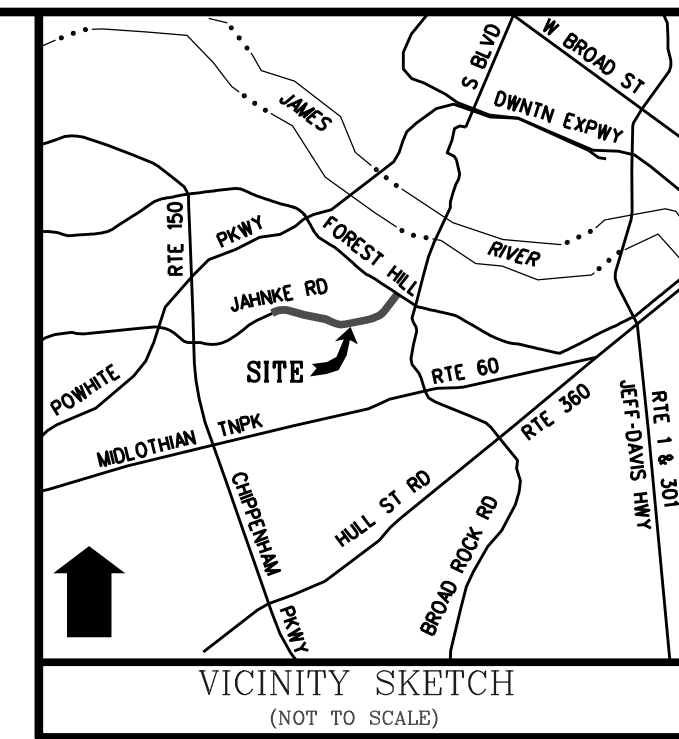 S BLVD
W BROAD ST
JAMES
DWNTN EXPWY
RTE 150
PKWY
FOREST HILL
RIVER
JAHNKE RD
SITE
POWHITE
RTE 60
RTE 360
MIDLOTHIAN TNPK
JEFF-DAVIS HWY
RTE 1 & 301
CHIPPENHAM
PKWY
HULL ST RD
BROAD ROCK RD
VICINITY SKETCH
(NOT TO SCALE)